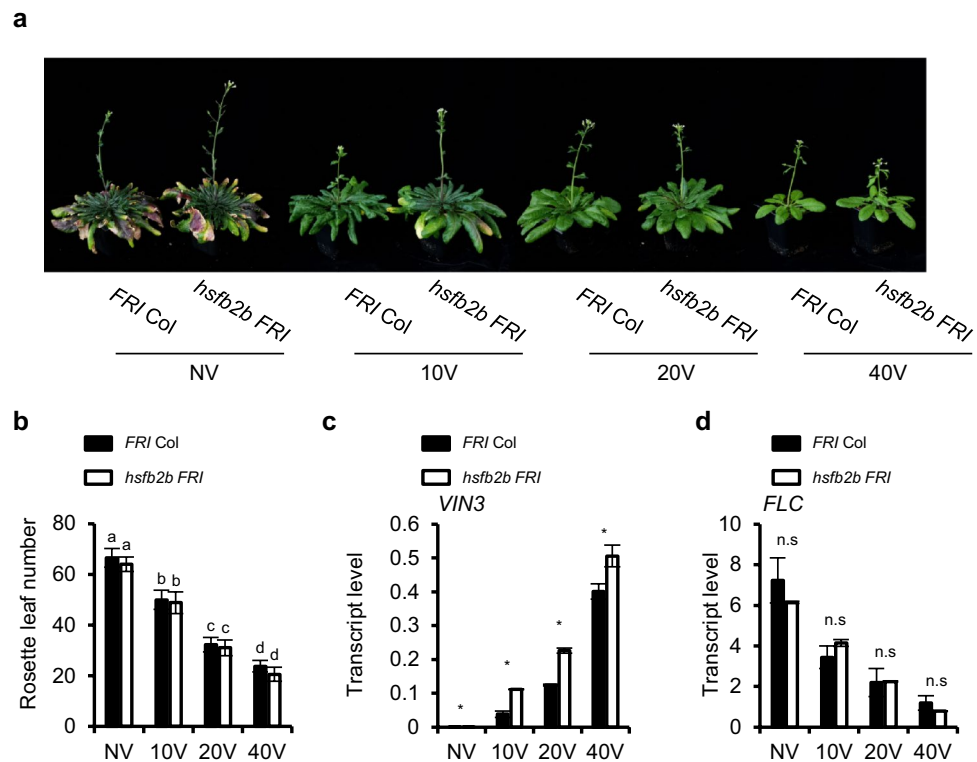 a
FRI Col
hsfb2b FRI
FRI Col
hsfb2b FRI
FRI Col
hsfb2b FRI
FRI Col
hsfb2b FRI
NV
10V
20V
40V
b
FRI Col
hsfb2b FRI
Rosette leaf number
80
60
40
20
0
a a
b b
c c
d d
NV 10V 20V 40V
c
FRI Col
hsfb2b FRI
VIN3
Transcript level
0.6
0.5
0.4
0.3
0.2
0.1
0
*
*
*
*
NV 10V 20V 40V
d
FRI Col
hsfb2b FRI
FLC
Transcript level
10
8
6
4
2
0
n.s
n.s
n.s
n.s
NV 10V 20V 40V